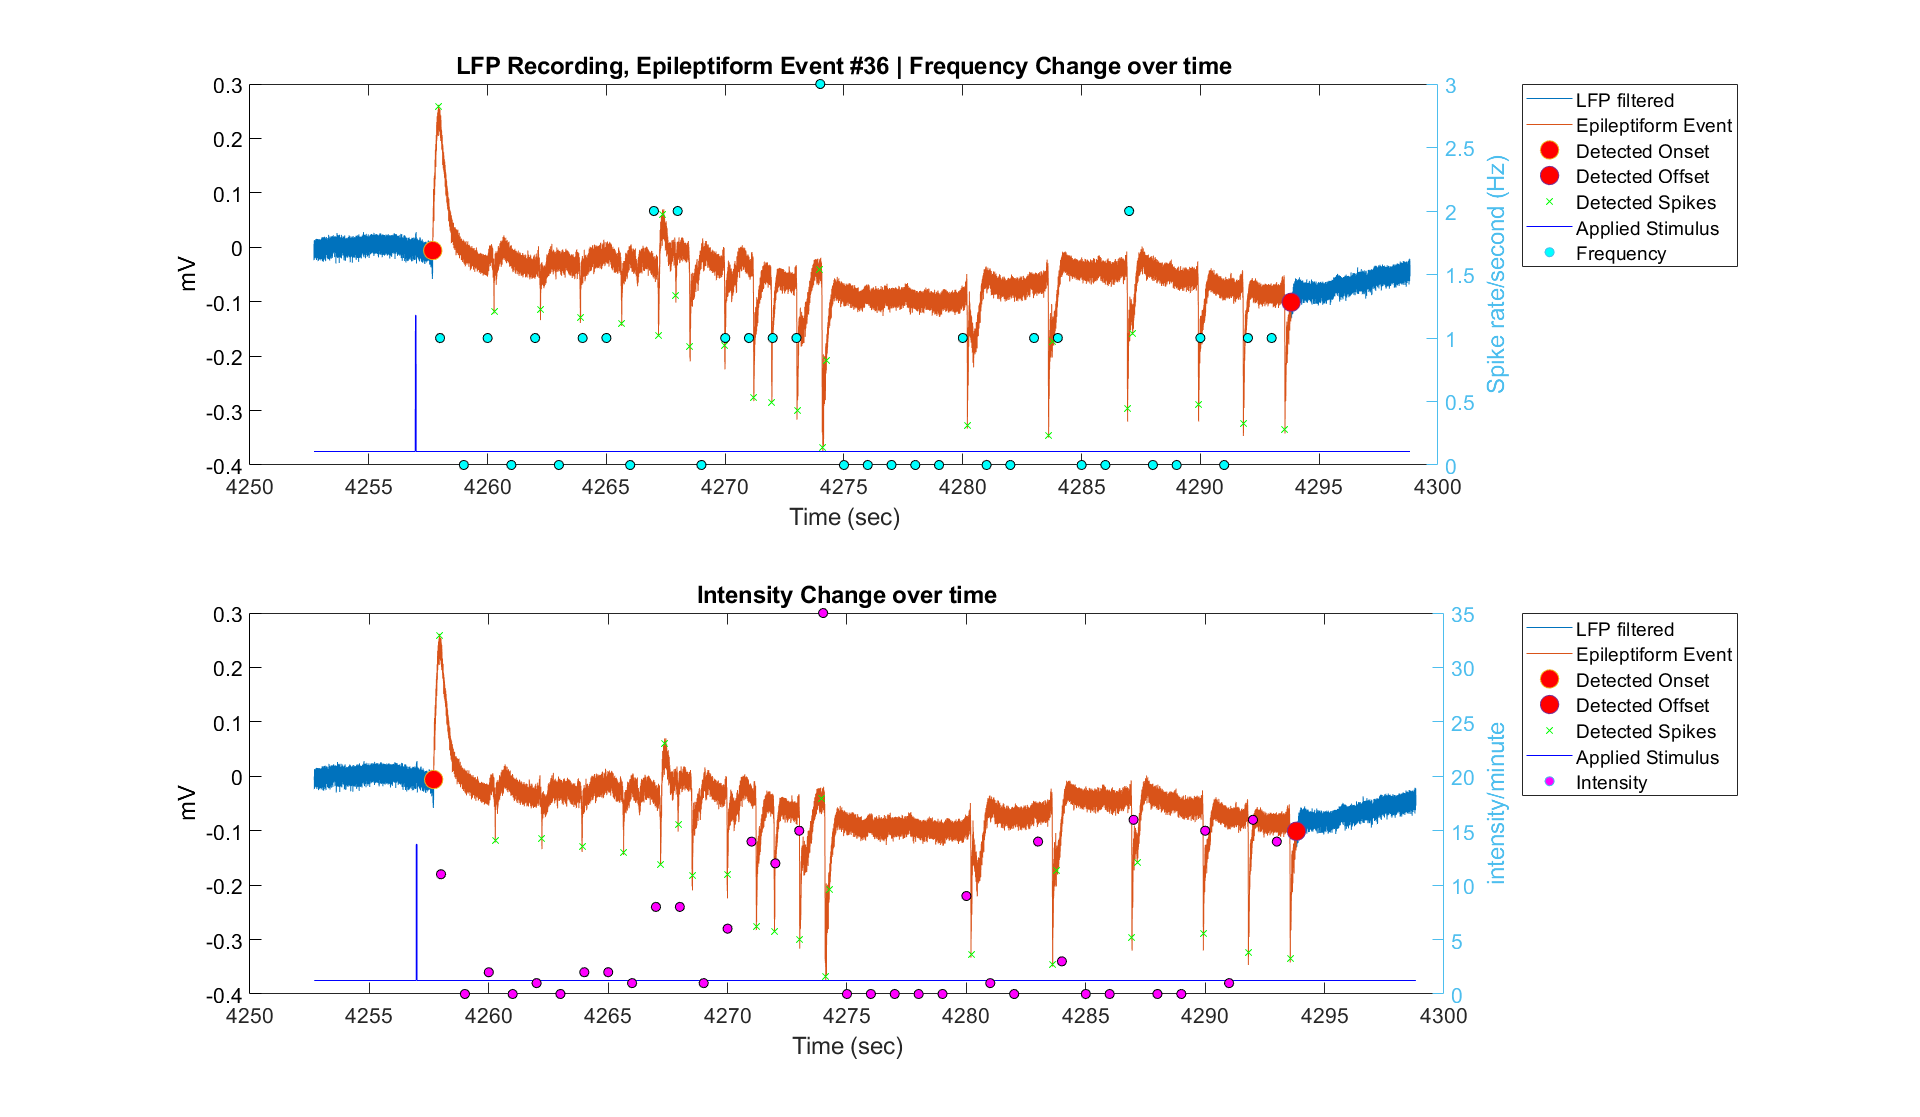 LFP Recording, Epileptiform Event #36 | Frequency Change over time
0.3
0.2
0.1
0
-0.1
-0.2
-0.3
-0.4
mV
4250 4255 4260 4265 4270 4275 4280 4285 4290 4295 4300
Time (sec)
3
2.5
2
1.5
1
0.5
0
Spike rate/second (Hz)
LFP filtered
Epileptiform Event
Detected Onset
Detected Offset
Detected Spikes
Applied Stimulus
Frequency
Intensity Change over time
0.3
0.2
0.1
0
-0.1
-0.2
-0.3
-0.4
mV
4250 4255 4260 4265 4270 4275 4280 4285 4290 4295 4300
Time (sec)
35
30
25
20
15
10
5
0
intensity/minute
LFP filtered
Epileptiform Event
Detected Onset
Detected Offset
Detected Spikes
Applied Stimulus
Intensity